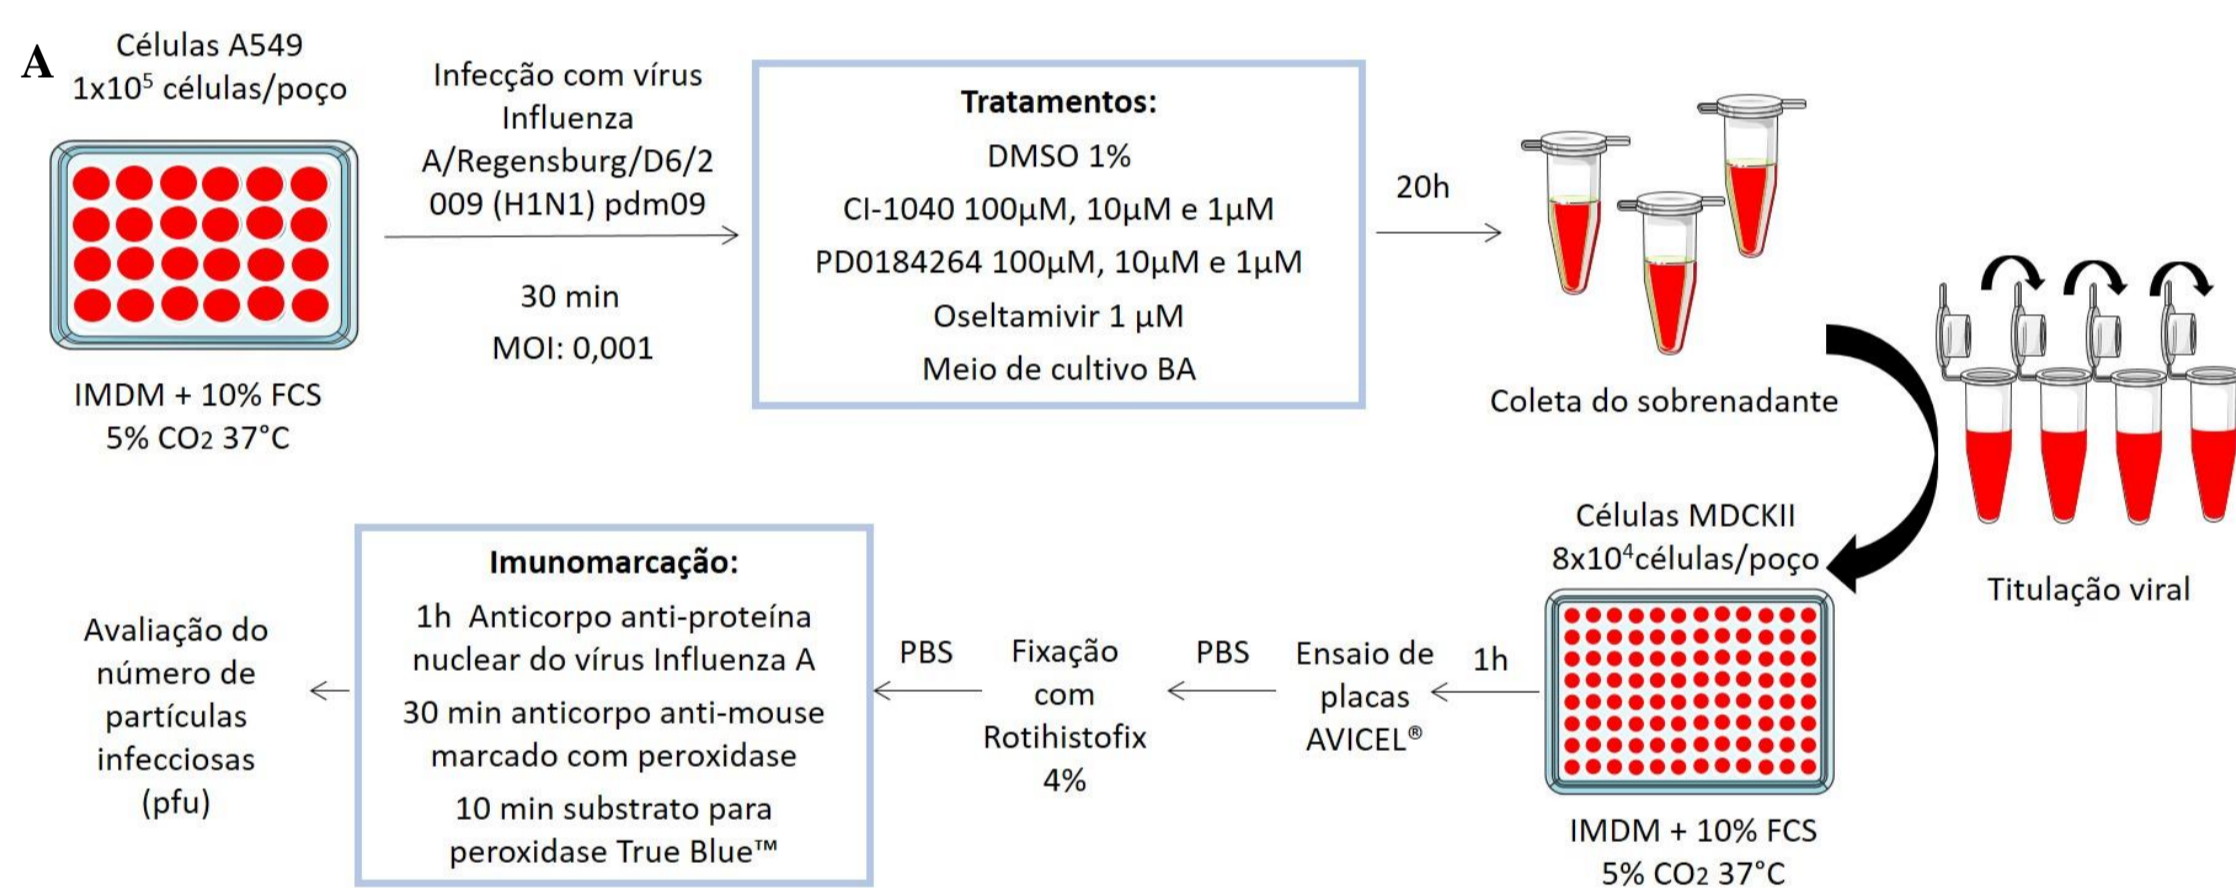 A
Células A549
1x10⁵ células/poço
IMDM + 10% FCS
5% CO2 37°C
Infecção com vírus
Influenza
A/Regensburg/D6/2
009 (H1N1) pdm09
30 min
MOI: 0,001
Tratamentos:
DMSO 1%
CI-1040 100µM, 10µM e 1µM
PD0184264 100µM, 10µM e 1µM
Oseltamivir 1 µM
Meio de cultivo BA
20h
Coleta do sobrenadante
Titulação viral
Células MDCKII
8x10⁴células/poço
IMDM + 10% FCS
5% CO2 37°C
1h
Ensaio de
placas
AVICEL®
PBS
Fixação
com
Rotihistofix
4%
PBS
Imunomarcação:
1h Anticorpo anti-proteína
nuclear do vírus Influenza A
30 min anticorpo anti-mouse
marcado com peroxidase
10 min substrato para
peroxidase True Blue™
Avaliação do
número de
partículas
infecciosas
(pfu)